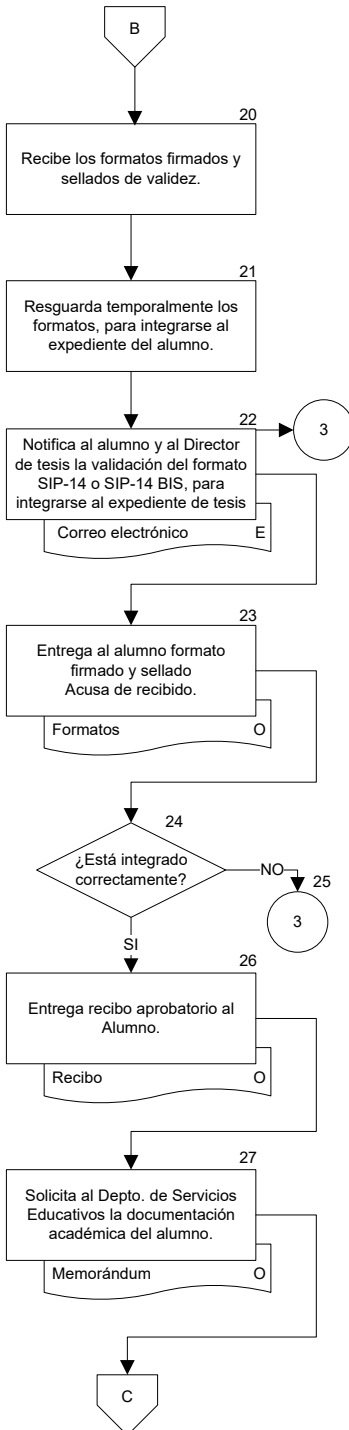 B
20
Recibe los formatos firmados y
sellados de validez.
21
Resguarda temporalmente los
formatos, para integrarse al
expediente del alumno.
22
Notifica al alumno y al Director
de tesis la validación del formato
SIP-14 o SIP-14 BIS, para
integrarse al expediente de tesis
3
Correo electrónico E
23
Entrega al alumno formato
firmado y sellado
Acusa de recibido.
Formatos O
24
¿Está integrado
correctamente?
NO
25
3
SI
26
Entrega recibo aprobatorio al
Alumno.
Recibo O
27
Solicita al Depto. de Servicios
Educativos la documentación
académica del alumno.
Memorándum O
C